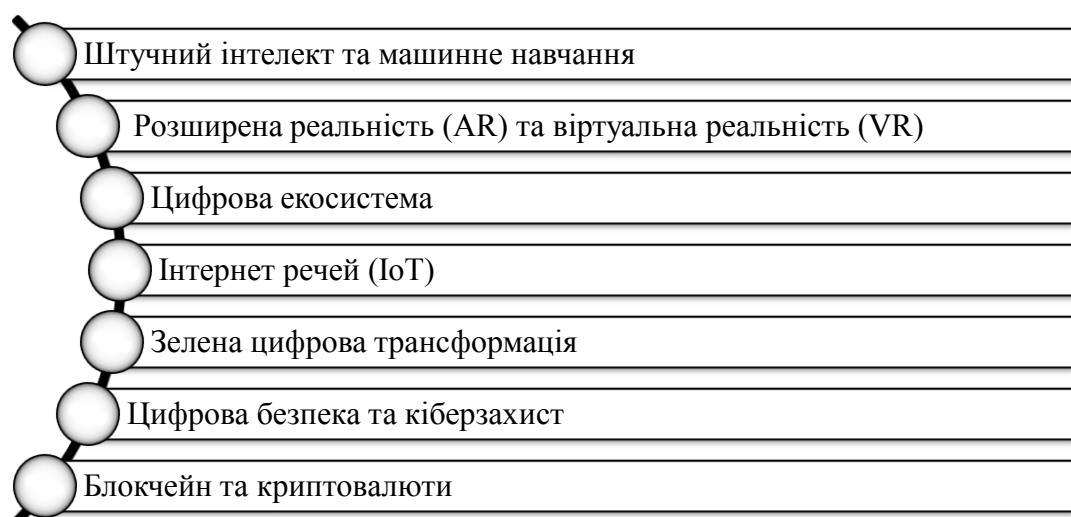 Штучний інтелект та машинне навчання
Розширена реальність (AR) та віртуальна реальність (VR)
Цифрова екосистема
Інтернет речей (IoT)
Зелена цифрова трансформація
Цифрова безпека та кіберзахист
Блокчейн та криптовалюти